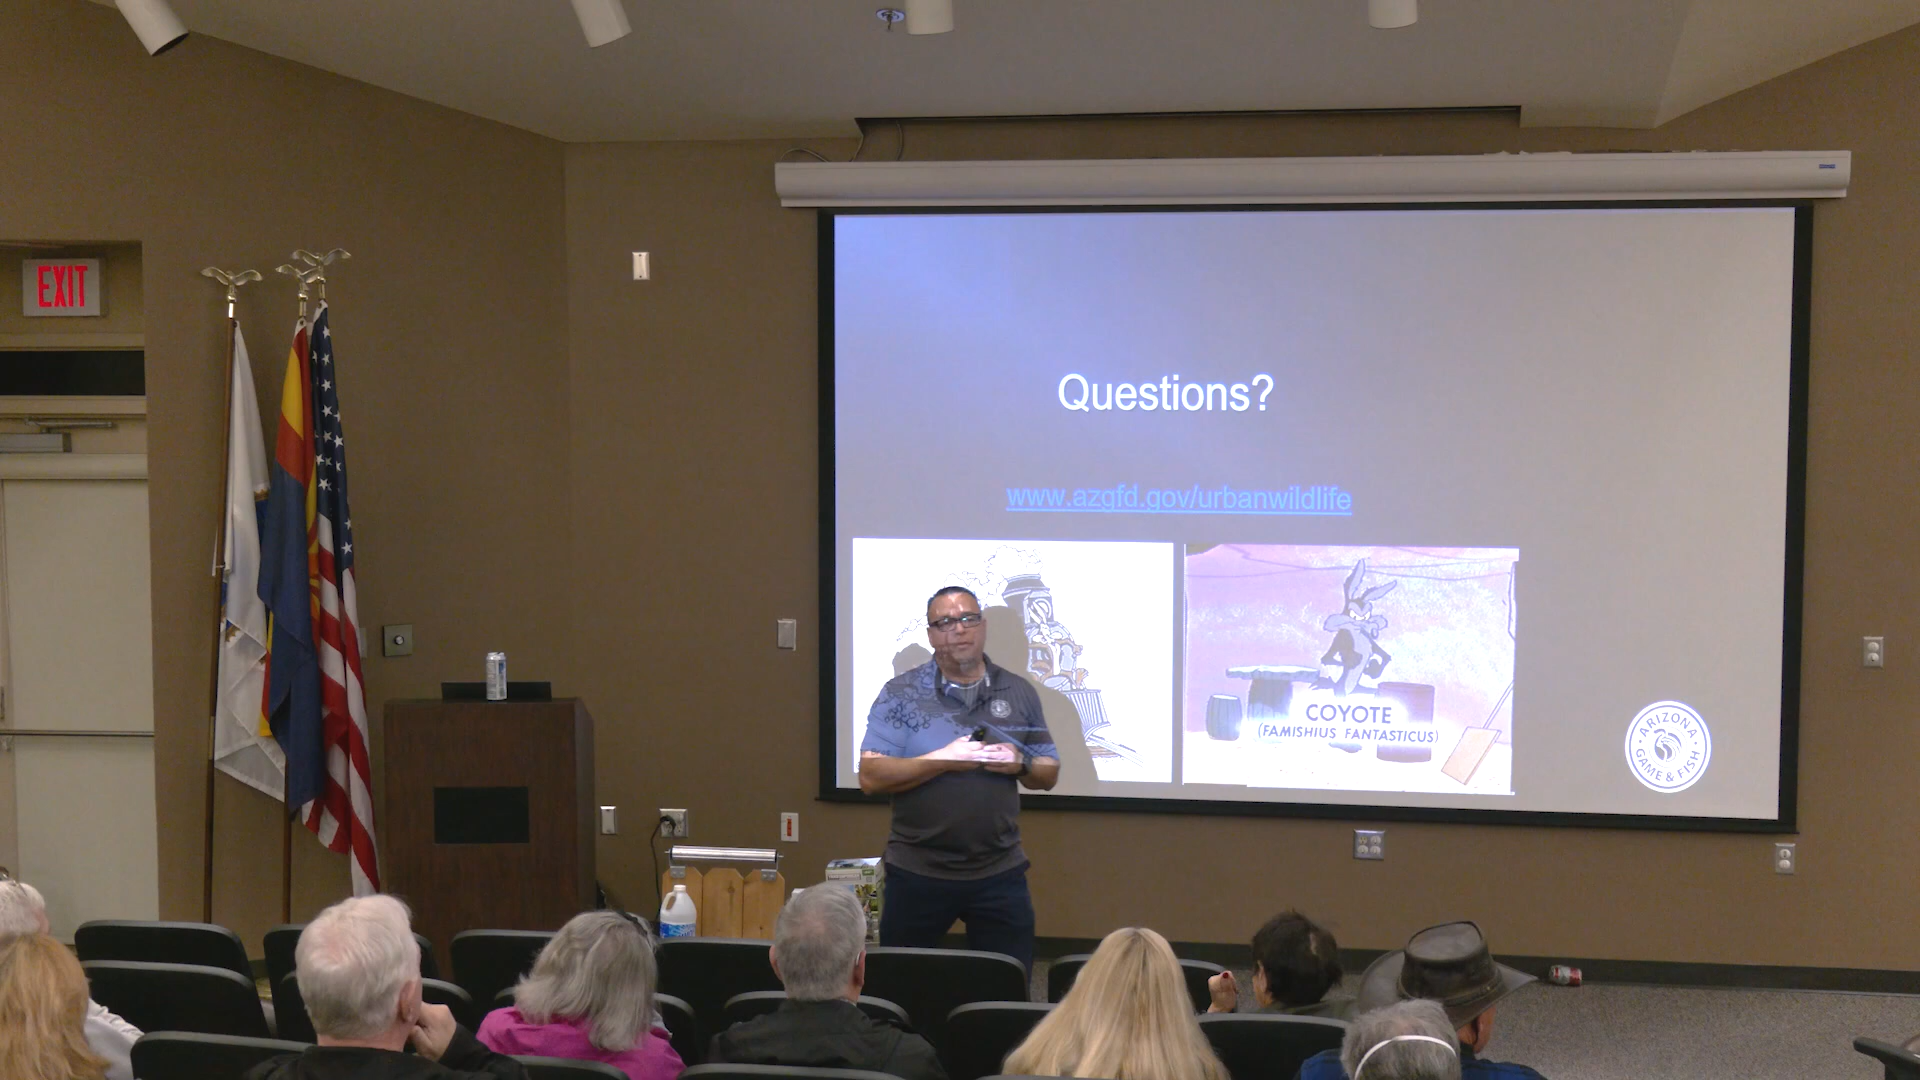 EXIT
Questions?
www.azgfd.gov/urbanwildlife
COYOTE
(FAMISHIUS FANTASTICUS)
ARIZONA
GAME & FISH